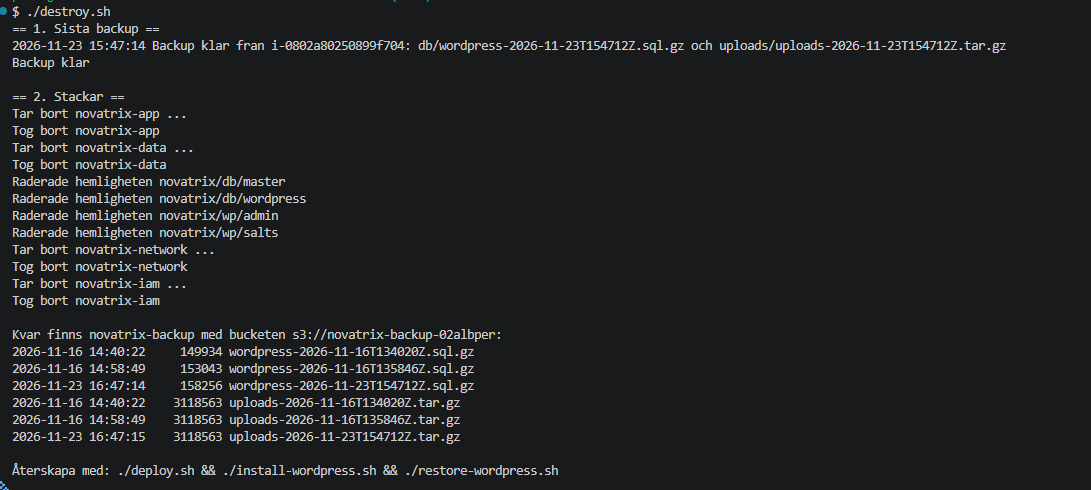 $ ./destroy.sh
== 1. Sista backup ==
2026-11-23 15:47:14 Backup klar fran i-0802a80250899f704: db/wordpress-2026-11-23T154712Z.sql.gz och uploads/uploads-2026-11-23T154712Z.tar.gz
Backup klar
== 2. Stackar ==
Tar bort novatrix-app ...
Tog bort novatrix-app
Tar bort novatrix-data ...
Tog bort novatrix-data
Raderade hemligheten novatrix/db/master
Raderade hemligheten novatrix/db/wordpress
Raderade hemligheten novatrix/wp/admin
Raderade hemligheten novatrix/wp/salts
Tar bort novatrix-network ...
Tog bort novatrix-network
Tar bort novatrix-iam ...
Tog bort novatrix-iam
Kvar finns novatrix-backup med bucketen s3://novatrix-backup-02albper:
2026-11-16 14:40:22     149934 wordpress-2026-11-16T134020Z.sql.gz
2026-11-16 14:58:49     153043 wordpress-2026-11-16T135846Z.sql.gz
2026-11-23 16:47:14     158256 wordpress-2026-11-23T154712Z.sql.gz
2026-11-16 14:40:22    3118563 uploads-2026-11-16T134020Z.tar.gz
2026-11-16 14:58:49    3118563 uploads-2026-11-16T135846Z.tar.gz
2026-11-23 16:47:15    3118563 uploads-2026-11-23T154712Z.tar.gz
Återskapa med: ./deploy.sh && ./install-wordpress.sh && ./restore-wordpress.sh